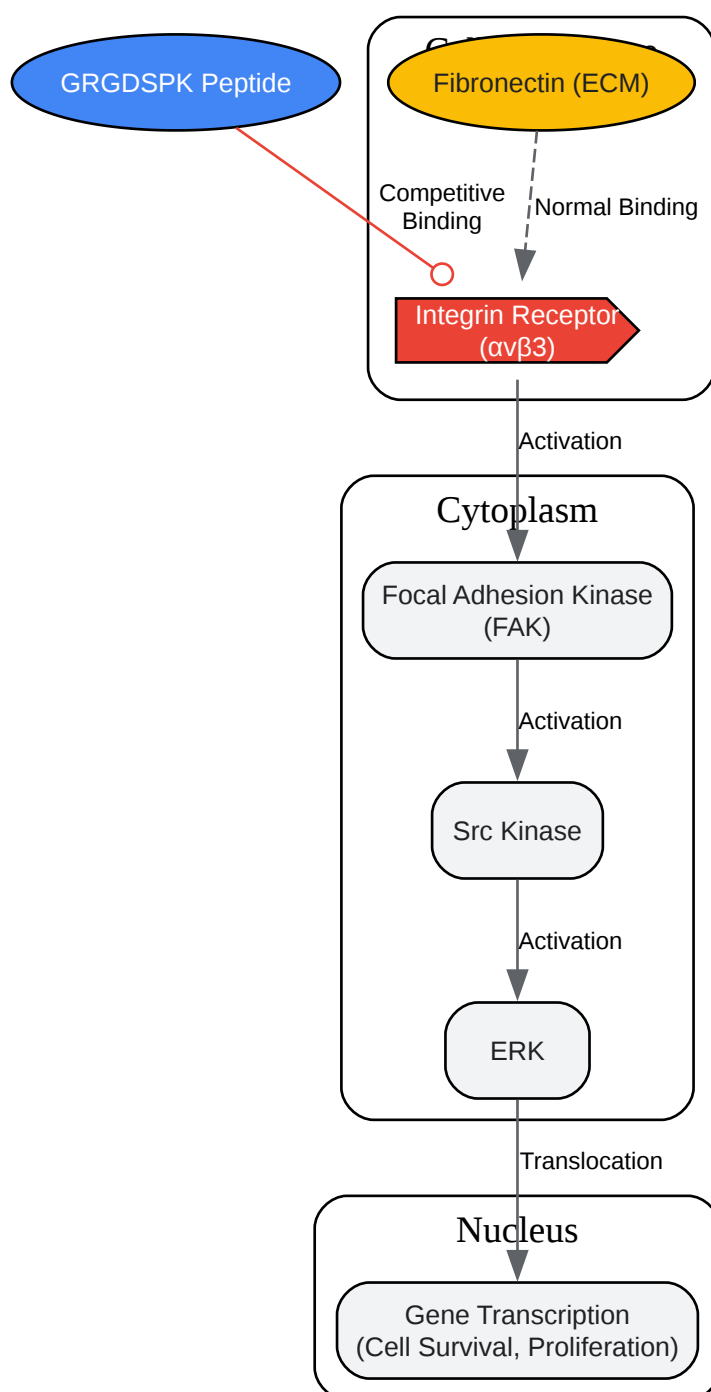 GRGDSPK Peptide
Fibronectin (ECM)
Competitive
Binding
Normal Binding
Integrin Receptor
(αvβ3)
Activation
Cytoplasm
Focal Adhesion Kinase
(FAK)
Activation
Src Kinase
Activation
ERK
Translocation
Nucleus
Gene Transcription
(Cell Survival, Proliferation)